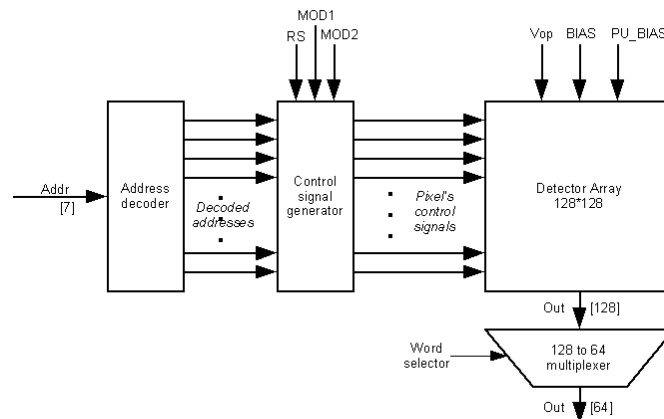 MOD1
RS
MOD2
Vop
BIAS
PU_BIAS
Addr
[7]
Address
decoder
Decoded
addresses
Control
signal
generator
Pixel's
control
signals
Detector Array
128*128
Out
[128]
Word
selector
128 to 64
multiplexer
Out
[64]